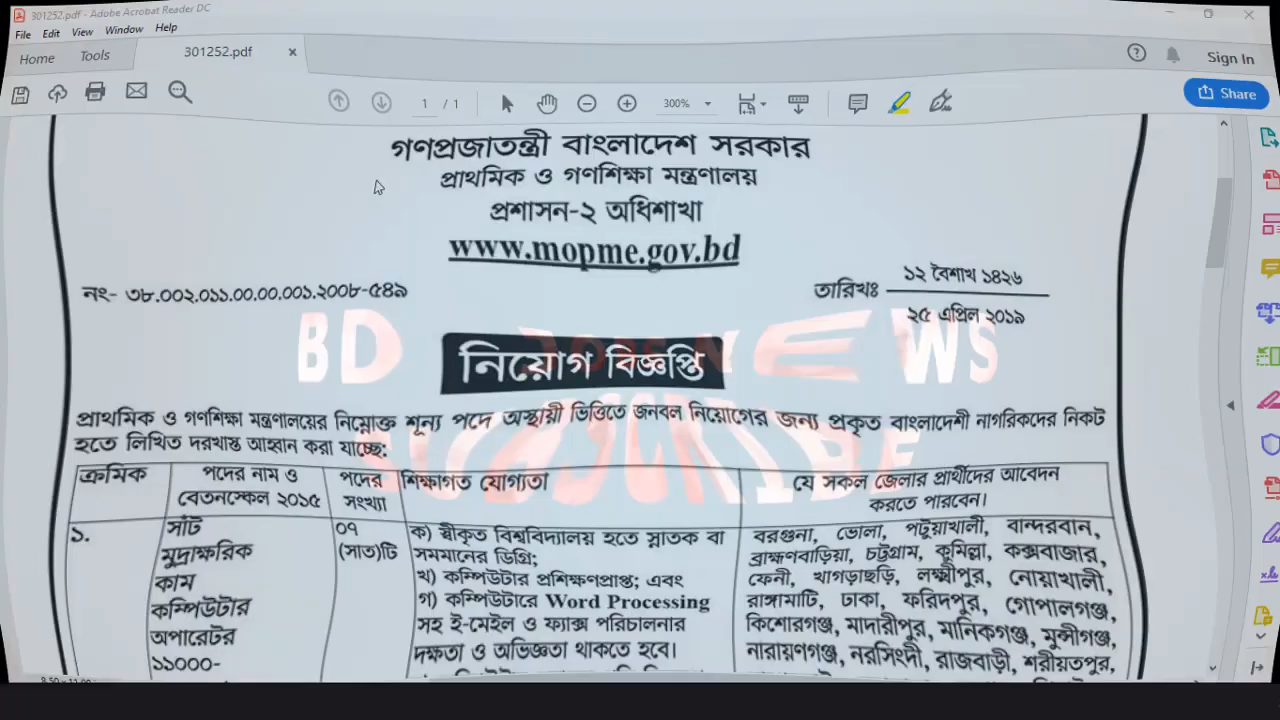 301252.pdf - Adobe Acrobat Reader DC
File Edit View Window Help
Home Tools 301252.pdf × Sign In
1 / 1 300% Share
গণপ্রজাতন্ত্রী বাংলাদেশ সরকার
প্রাথমিক ও গণশিক্ষা মন্ত্রণালয়
প্রশাসন-২ অধিশাখা
www.mopme.gov.bd
নং- ৩৮.০০২.০১১.০০.০০.০০১.২০০৮-৫৪৯
তারিখঃ ১২ বৈশাখ ১৪২৬
২৫ এপ্রিল ২০১৯
BD JOBS NEWS
নিয়োগ বিজ্ঞপ্তি
SUBSCRIBE
প্রাথমিক ও গণশিক্ষা মন্ত্রণালয়ের নিম্নোক্ত শূন্য পদে অস্থায়ী ভিত্তিতে জনবল নিয়োগের জন্য প্রকৃত বাংলাদেশী নাগরিকদের নিকট
হতে লিখিত দরখাস্ত আহ্বান করা যাচ্ছে:
ক্রমিক পদের নাম ও পদের শিক্ষাগত যোগ্যতা যে সকল জেলার প্রার্থীদের আবেদন
বেতনস্কেল ২০১৫ সংখ্যা করতে পারবেন।
১. সাঁট ০৭ ক) স্বীকৃত বিশ্ববিদ্যালয় হতে স্নাতক বা বরগুনা, ভোলা, পটুয়াখালী, বান্দরবান,
মুদ্রাক্ষরিক (সাত)টি সমমানের ডিগ্রি; ব্রাহ্মণবাড়িয়া, চট্টগ্রাম, কুমিল্লা, কক্সবাজার,
কাম খ) কম্পিউটার প্রশিক্ষণপ্রাপ্ত; এবং ফেনী, খাগড়াছড়ি, লক্ষ্মীপুর, নোয়াখালী,
কম্পিউটার গ) কম্পিউটারে Word Processing রাঙ্গামাটি, ঢাকা, ফরিদপুর, গোপালগঞ্জ,
অপারেটর সহ ই-মেইল ও ফ্যাক্স পরিচালনার কিশোরগঞ্জ, মাদারীপুর, মানিকগঞ্জ, মুন্সীগঞ্জ,
১১০০০- দক্ষতা ও অভিজ্ঞতা থাকতে হবে। নারায়ণগঞ্জ, নরসিংদী, রাজবাড়ী, শরীয়তপুর,